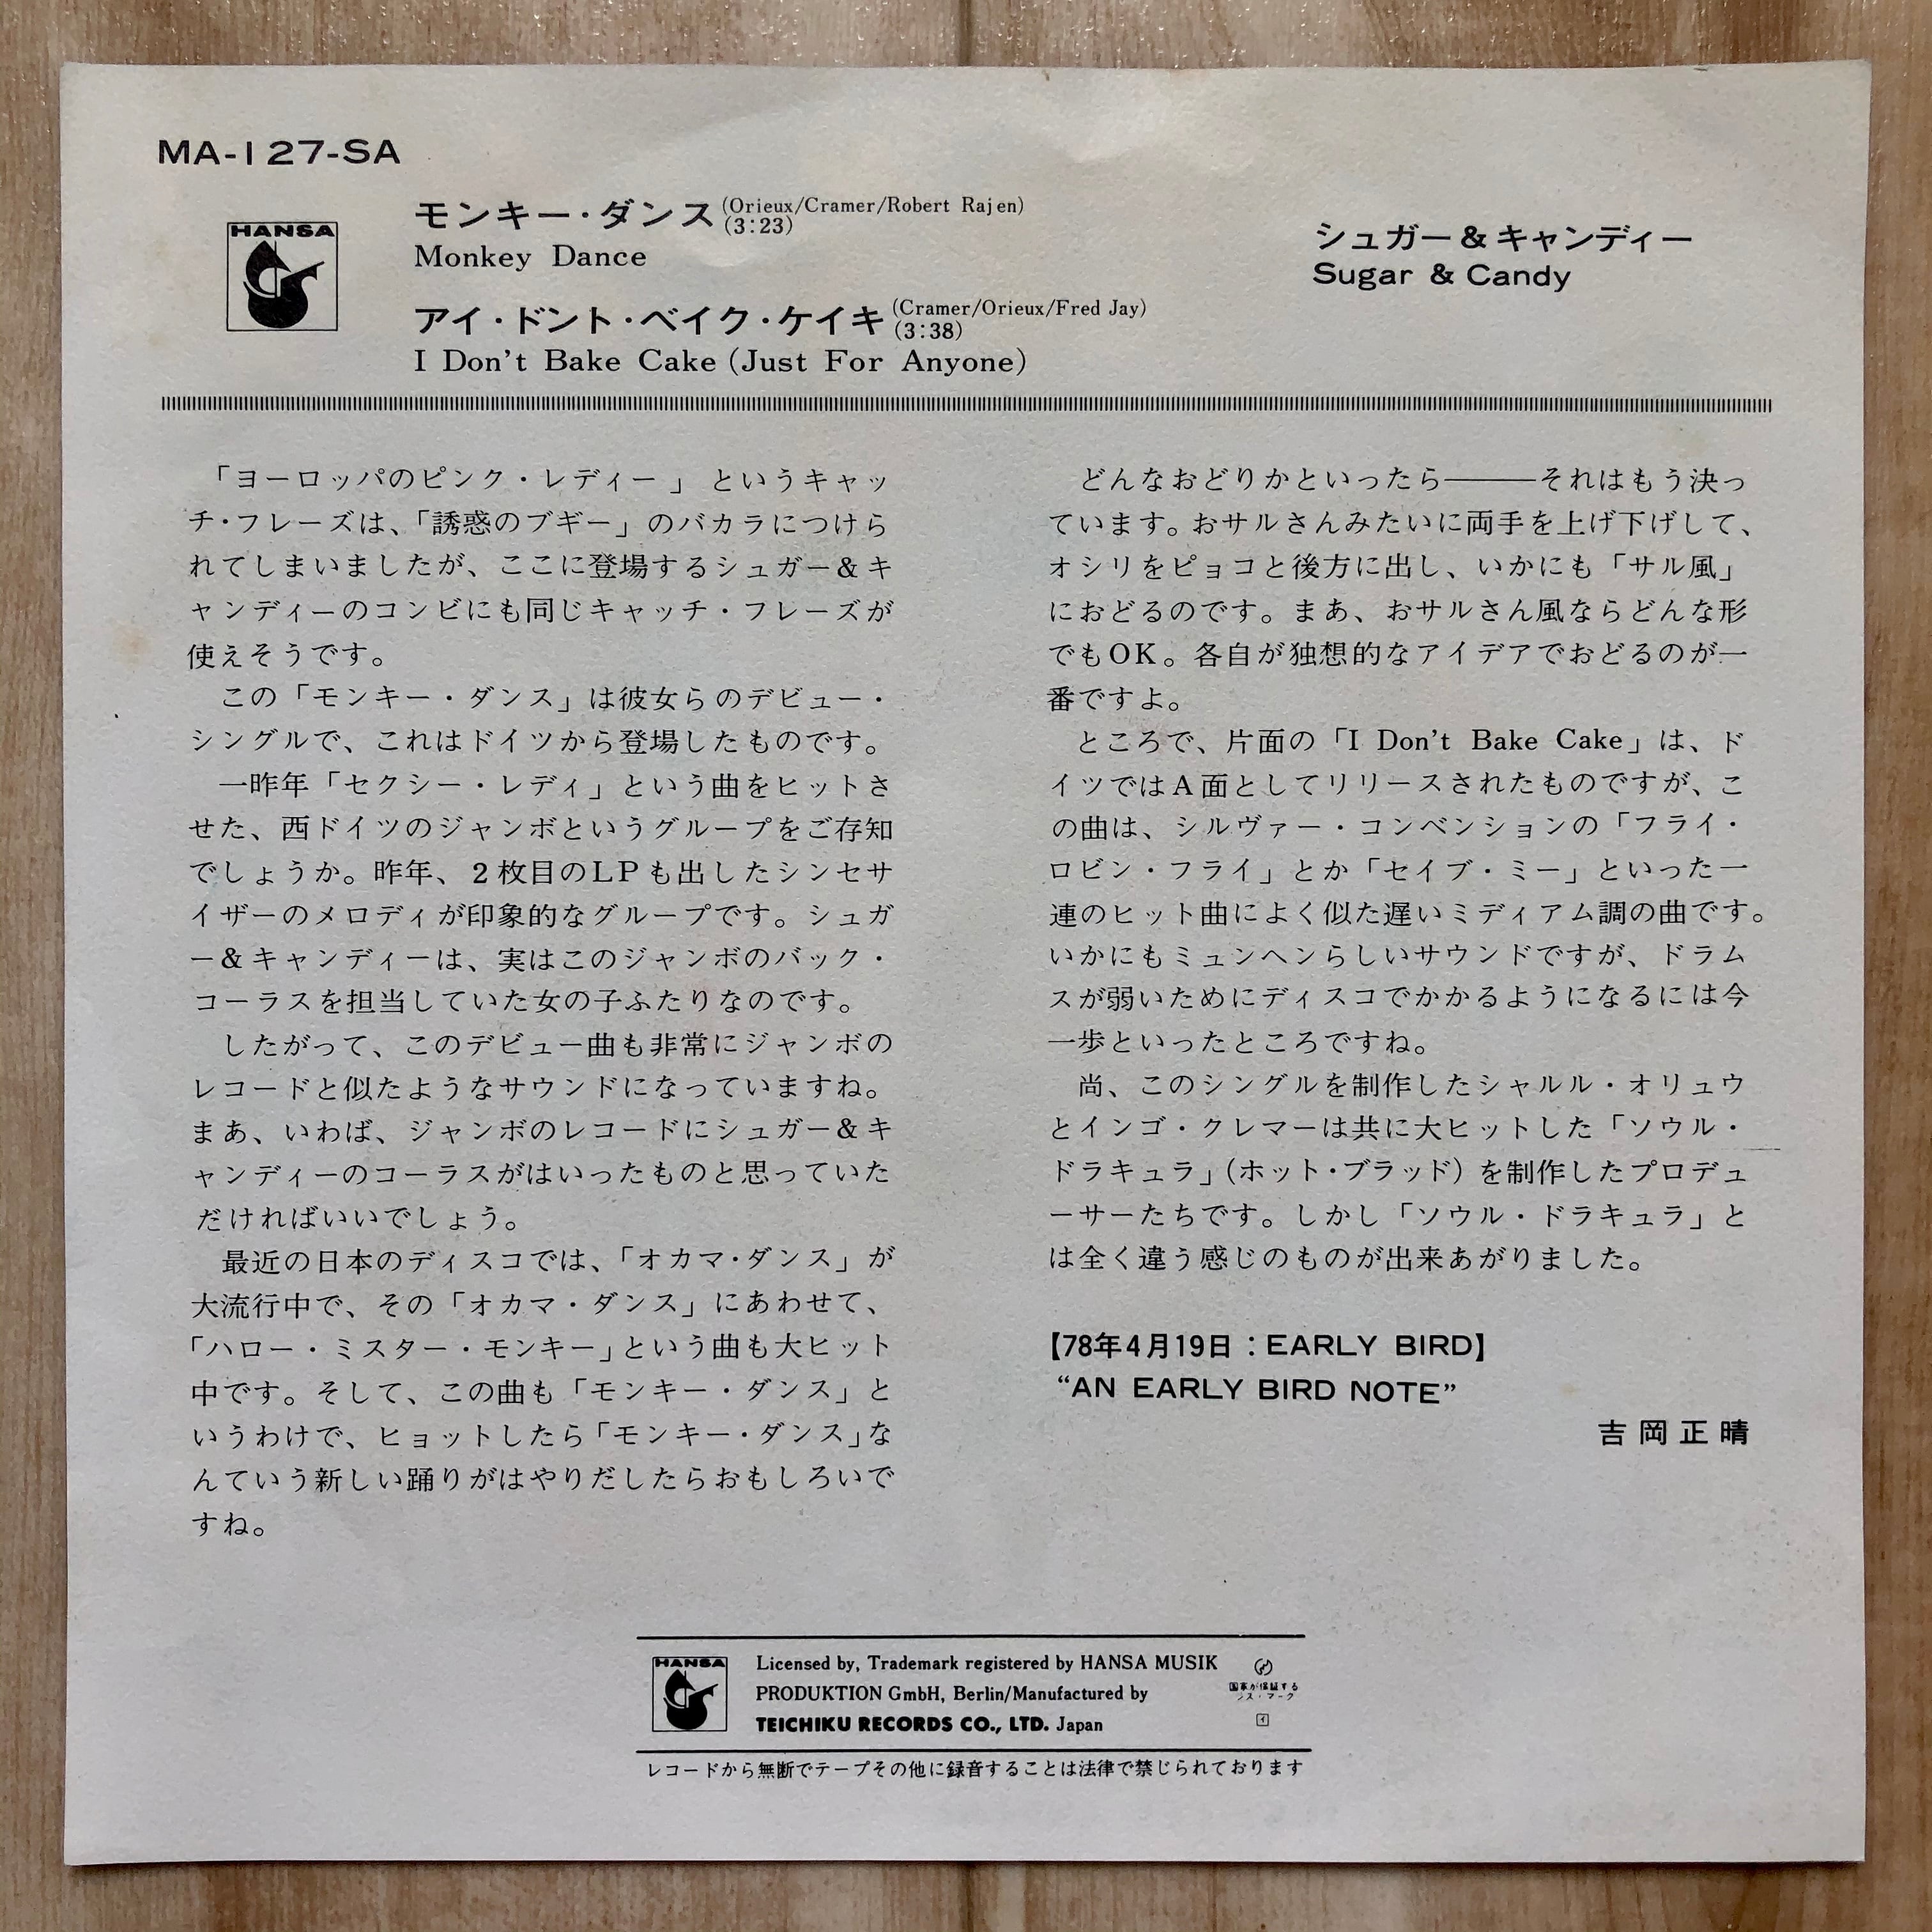 MA-127-SA
HANSA
モンキー・ダンス (Orieux/Cramer/Robert Rajen)
(3:23)
Monkey Dance
アイ・ドント・ベイク・ケイキ (Cramer/Orieux/Fred Jay)
(3:38)
I Don't Bake Cake (Just For Anyone)
シュガー&キャンディー
Sugar & Candy
「ヨーロッパのピンク・レディー」というキャッ
チ・フレーズは、「誘惑のブギー」のバカラにつけら
れてしまいましたが、ここに登場するシュガー&キ
ャンディーのコンビにも同じキャッチ・フレーズが
使えそうです。
この「モンキー・ダンス」は彼女らのデビュー・
シングルで、これはドイツから登場したものです。
一昨年「セクシー・レディ」という曲をヒットさ
せた、西ドイツのジャンボというグループをご存知
でしょうか。昨年、2枚目のLPも出したシンセサ
イザーのメロディが印象的なグループです。シュガ
ー&キャンディーは、実はこのジャンボのバック・
コーラスを担当していた女の子ふたりなのです。
したがって、このデビュー曲も非常にジャンボの
レコードと似たようなサウンドになっていますね。
まあ、いわば、ジャンボのレコードにシュガー&キ
ャンディーのコーラスがはいったものと思っていた
だければいいでしょう。
最近の日本のディスコでは、「オカマ・ダンス」が
大流行中で、その「オカマ・ダンス」にあわせて、
「ハロー・ミスター・モンキー」という曲も大ヒット
中です。そして、この曲も「モンキー・ダンス」と
いうわけで、ヒョットしたら「モンキー・ダンス」な
んていう新しい踊りがはやりだしたらおもしろいで
すね。
どんなおどりかといったら———それはもう決っ
ています。おサルさんみたいに両手を上げ下げして、
オシリをピョコと後方に出し、いかにも「サル風」
におどるのです。まあ、おサルさん風ならどんな形
でもOK。各自が独想的なアイデアでおどるのが一
番ですよ。
ところで、片面の「I Don't Bake Cake」は、ド
イツではA面としてリリースされたものですが、こ
の曲は、シルヴァー・コンベンションの「フライ・
ロビン・フライ」とか「セイブ・ミー」といった一
連のヒット曲によく似た遅いミディアム調の曲です。
いかにもミュンヘンらしいサウンドですが、ドラム
スが弱いためにディスコでかかるようになるには今
一歩といったところですね。
尚、このシングルを制作したシャルル・オリュウ
とインゴ・クレマーは共に大ヒットした「ソウル・
ドラキュラ」(ホット・ブラッド)を制作したプロデュ
ーサーたちです。しかし「ソウル・ドラキュラ」と
は全く違う感じのものが出来あがりました。
【78年4月19日：EARLY BIRD】
“AN EARLY BIRD NOTE”
吉岡正晴
HANSA
Licensed by, Trademark registered by HANSA MUSIK
PRODUKTION GmbH, Berlin/Manufactured by
TEICHIKU RECORDS CO., LTD. Japan
レコードから無断でテープその他に録音することは法律で禁じられております